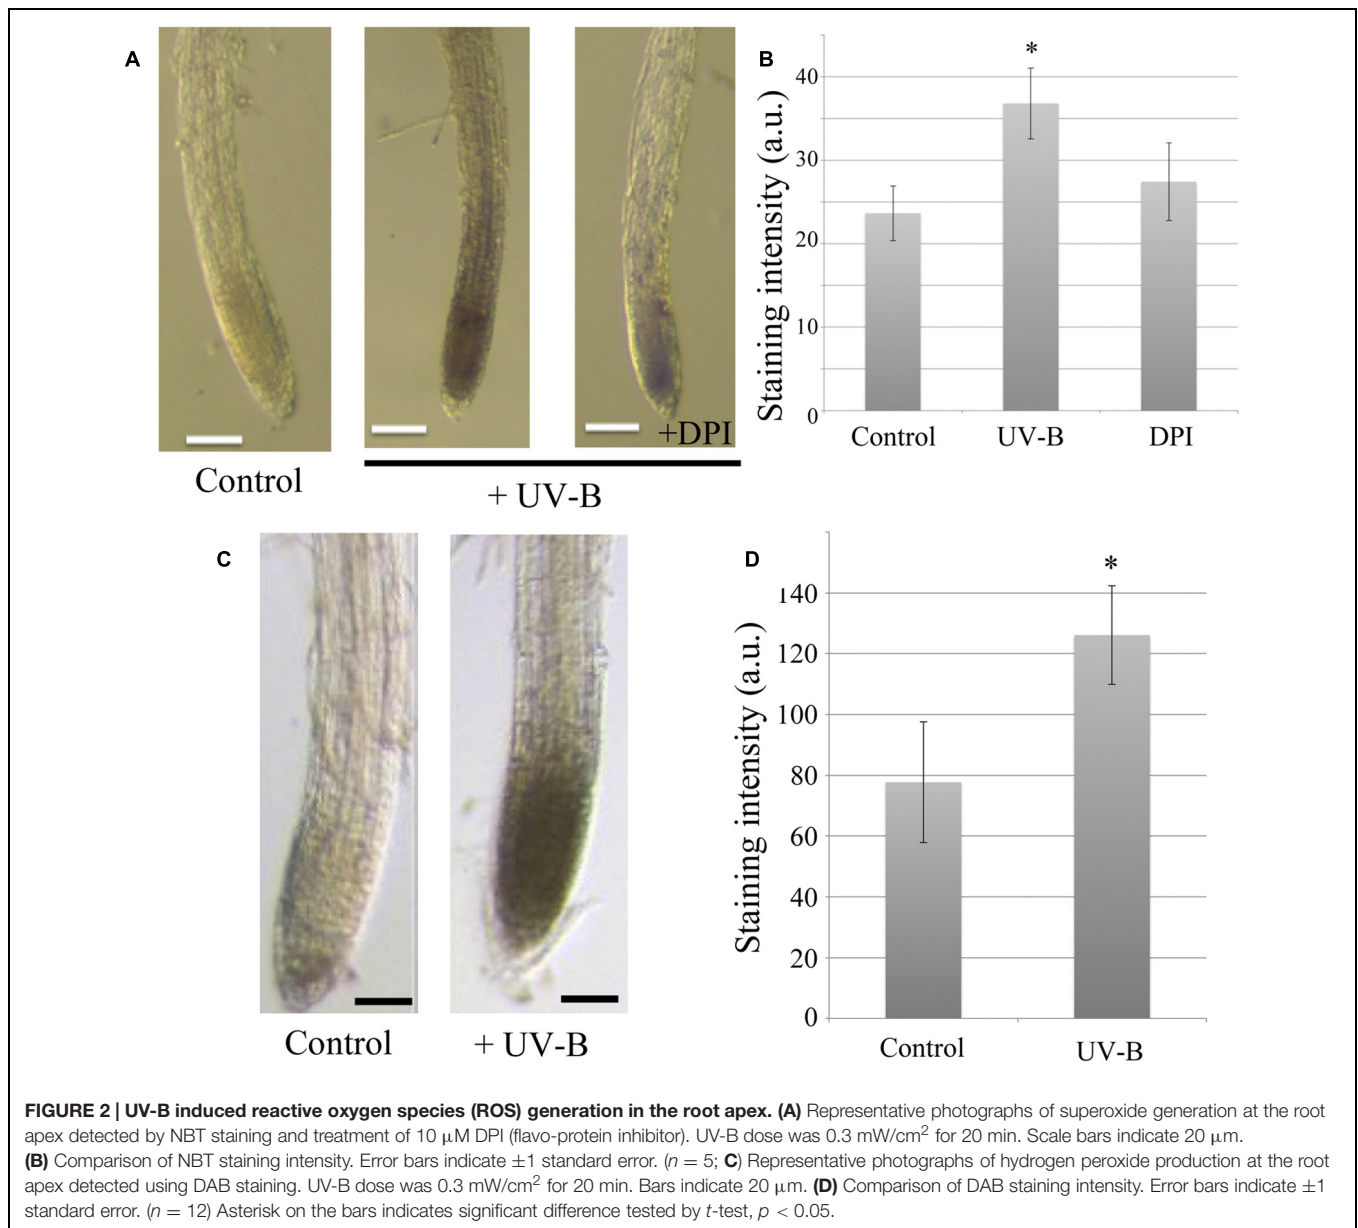 A
+DPI
Control
+ UV-B
B
*
Staining intensity (a.u.)
40
30
20
10
0
Control
UV-B
DPI
C
Control
+ UV-B
D
*
Staining intensity (a.u.)
140
120
100
80
60
40
20
0
Control
UV-B
FIGURE 2 | UV-B induced reactive oxygen species (ROS) generation in the root apex. (A) Representative photographs of superoxide generation at the root
apex detected by NBT staining and treatment of 10 μM DPI (flavo-protein inhibitor). UV-B dose was 0.3 mW/cm² for 20 min. Scale bars indicate 20 μm.
(B) Comparison of NBT staining intensity. Error bars indicate ±1 standard error. (n = 5; C) Representative photographs of hydrogen peroxide production at the root
apex detected using DAB staining. UV-B dose was 0.3 mW/cm² for 20 min. Bars indicate 20 μm. (D) Comparison of DAB staining intensity. Error bars indicate ±1
standard error. (n = 12) Asterisk on the bars indicates significant difference tested by t-test, p < 0.05.